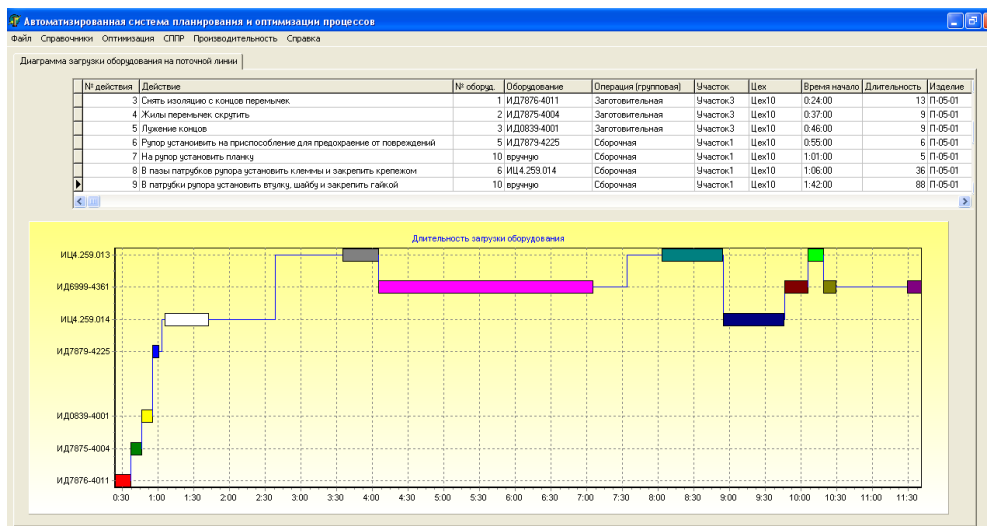 Автоматизированная система планирования и оптимизации процессов
Файл Справочники Оптимизация СППР Производительность Справка
Диаграмма загрузки оборудования на поточной линии
№ действия Действие № оборуд. Оборудование Операция (групповая) Участок Цех Время начало Длительность Изделие
3 Снять изоляцию с концов перемычек 1 ИД7876-4011 Заготовительная Участок3 Цех10 0:24:00 13 П-05-01
4 Жилы перемычек скрутить 2 ИД7875-4004 Заготовительная Участок3 Цех10 0:37:00 9 П-05-01
5 Лужение концов 3 ИД0839-4001 Заготовительная Участок3 Цех10 0:46:00 9 П-05-01
6 Рупор установить на приспособление для предохраение от повреждений 5 ИД7879-4225 Сборочная Участок1 Цех10 0:55:00 6 П-05-01
7 На рупор установить планку 10 вручную Сборочная Участок1 Цех10 1:01:00 5 П-05-01
8 В пазы патрубков рупора установить клеммы и закрепить крепежом 6 ИЦ4.259.014 Сборочная Участок1 Цех10 1:06:00 36 П-05-01
9 В патрубки рупора установить втулку, шайбу и закрепить гайкой 10 вручную Сборочная Участок1 Цех10 1:42:00 88 П-05-01
Длительность загрузки оборудования
ИЦ4.259.013
ИД6999-4361
ИЦ4.259.014
ИД7879-4225
ИД0839-4001
ИД7875-4004
ИД7876-4011
0:30 1:00 1:30 2:00 2:30 3:00 3:30 4:00 4:30 5:00 5:30 6:00 6:30 7:00 7:30 8:00 8:30 9:00 9:30 10:00 10:30 11:00 11:30